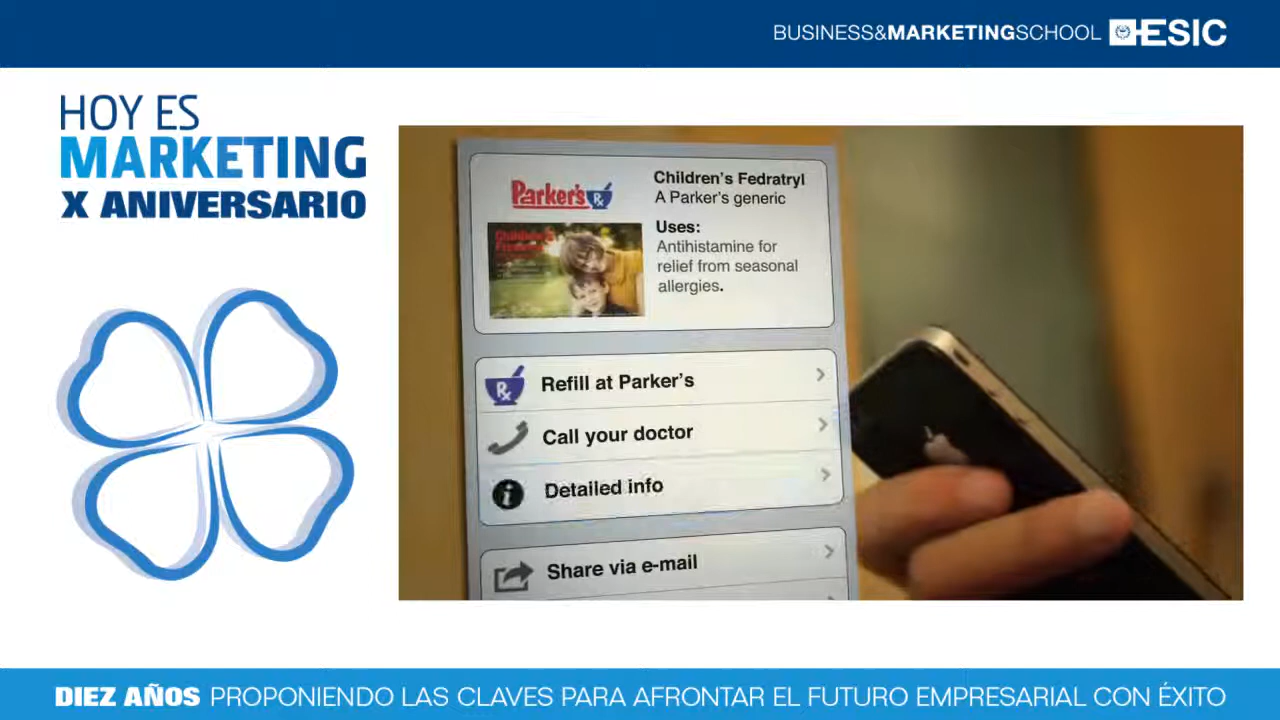 BUSINESS&MARKETINGSCHOOL ESIC
HOY ES
MARKETING
X ANIVERSARIO
Parker's Rx
Children's Fedratryl
A Parker's generic
Uses:
Antihistamine for
relief from seasonal
allergies.
Children's
Refill at Parker's
Call your doctor
Detailed info
Share via e-mail
DIEZ AÑOS PROPONIENDO LAS CLAVES PARA AFRONTAR EL FUTURO EMPRESARIAL CON ÉXITO